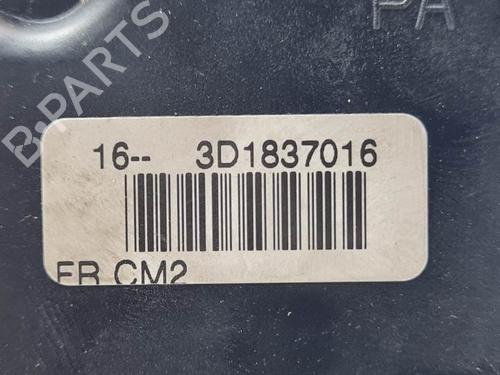 PA
B-PARTS
16-- 3D1837016
FR CM2